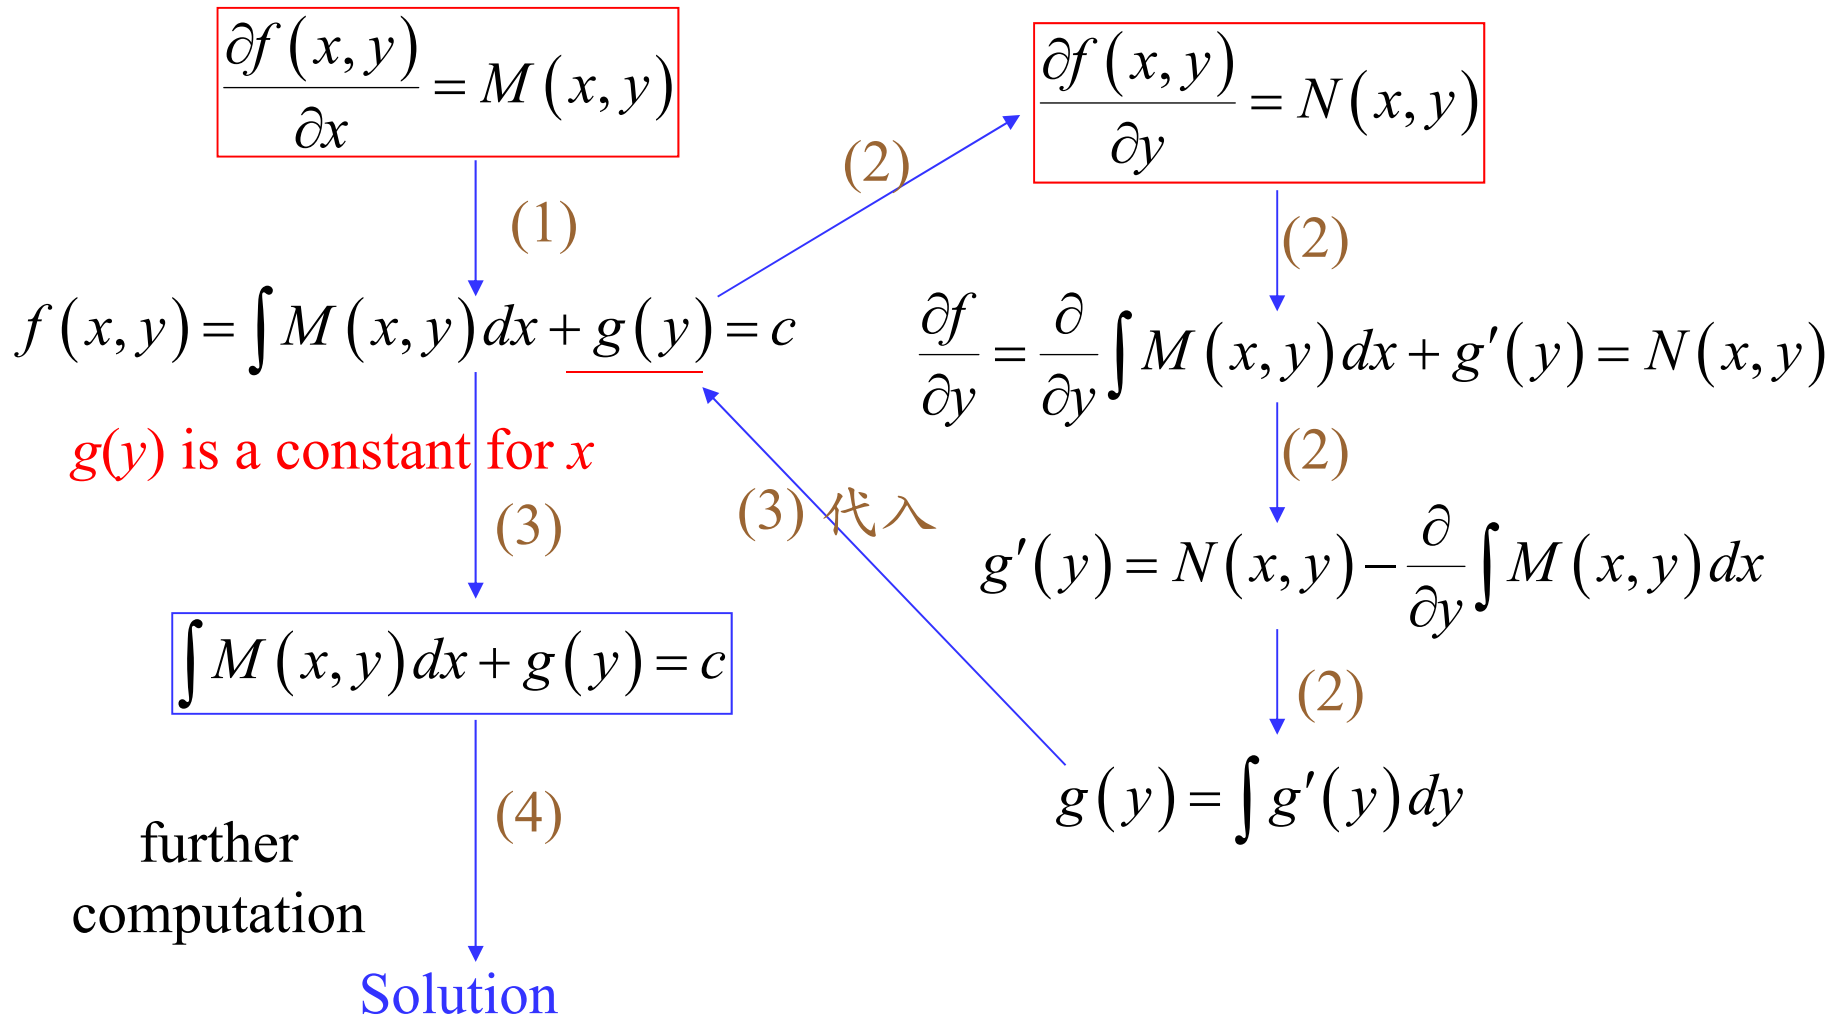 ∂f(x, y)/∂x = M(x, y)
(1)
f(x, y) = ∫M(x, y)dx + g(y) = c
g(y) is a constant for x
(3)
∫M(x, y)dx + g(y) = c
(4)
further
computation
Solution
(2)
∂f(x, y)/∂y = N(x, y)
(2)
∂f/∂y = ∂/∂y ∫M(x, y)dx + g′(y) = N(x, y)
(2)
g′(y) = N(x, y) − ∂/∂y ∫M(x, y)dx
(2)
g(y) = ∫g′(y)dy
(3) 代入